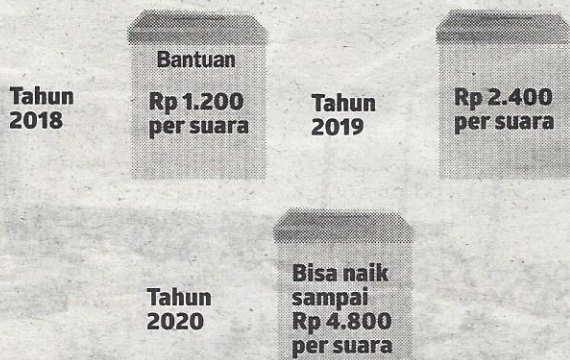 Tahun
2018
Bantuan
Rp 1.200
per suara
Tahun
2019
Rp 2.400
per suara
Tahun
2020
Bisa naik
sampai
Rp 4.800
per suara